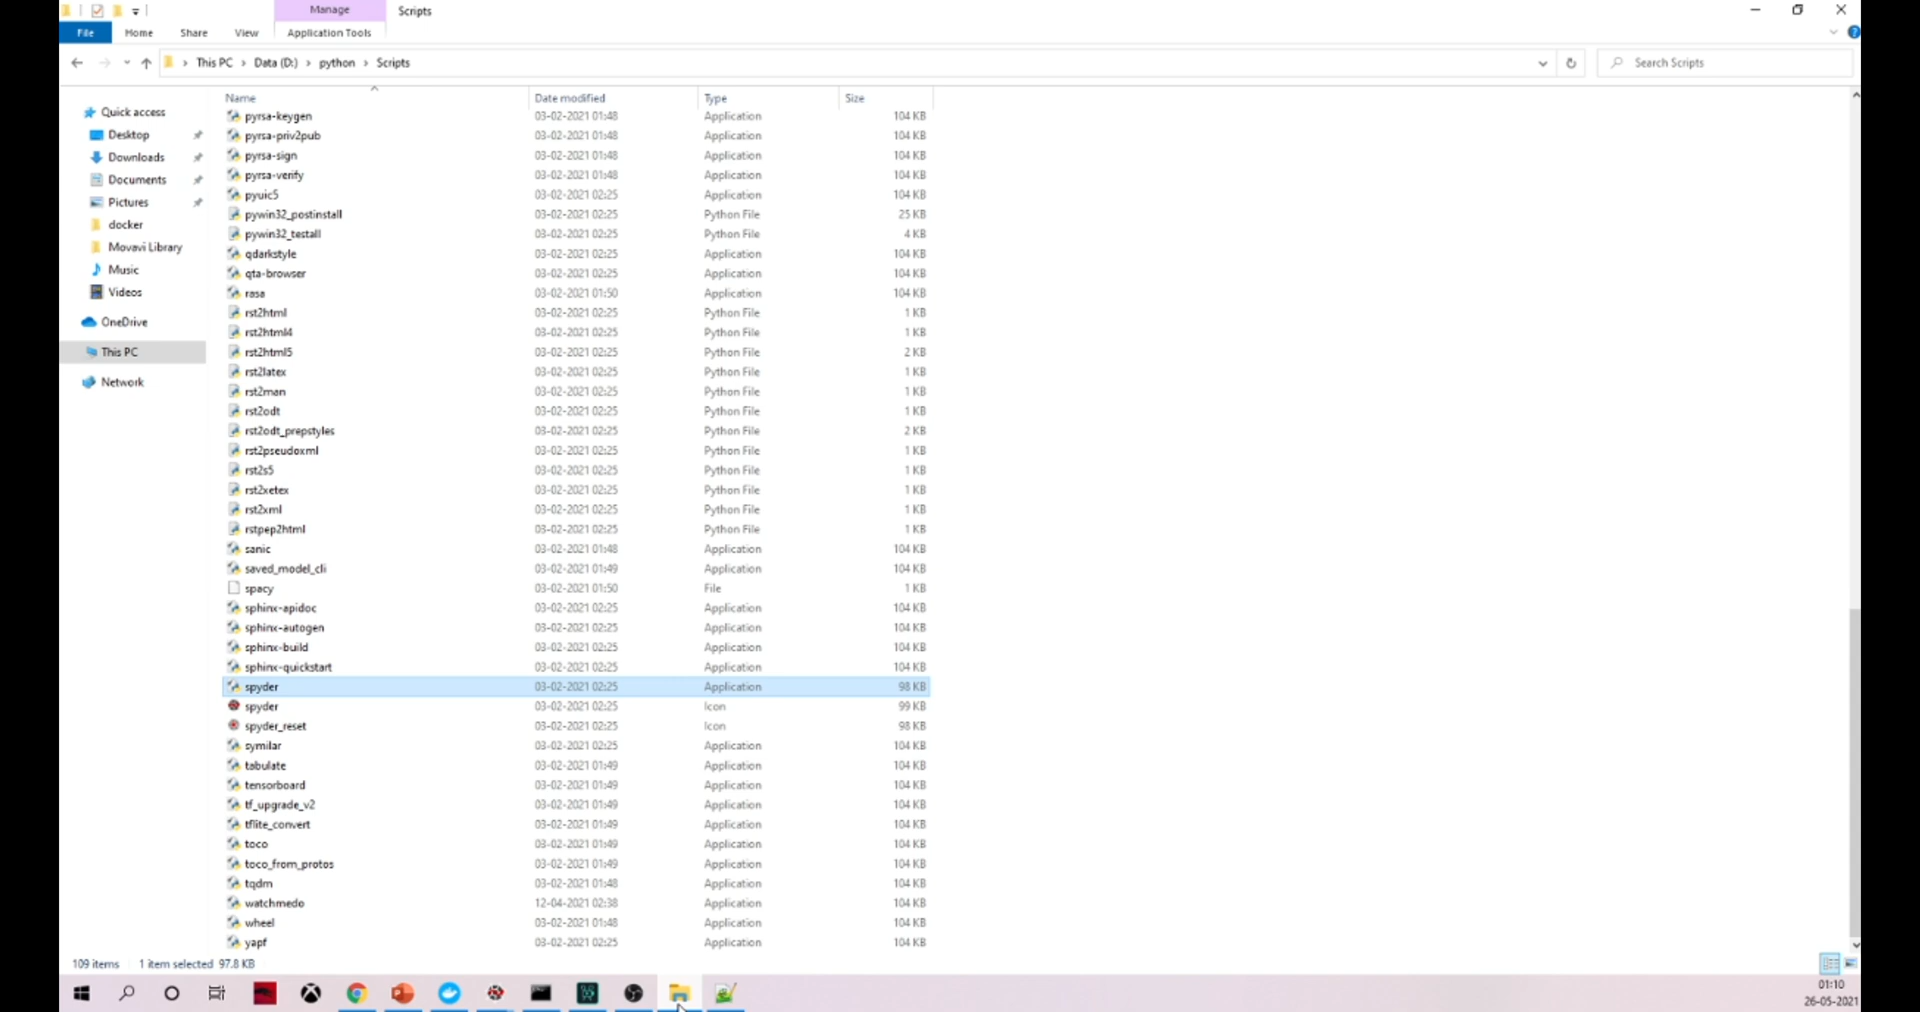 Manage Scripts
File Home Share View Application Tools
This PC Data (D:) python Scripts Search Scripts
Name Date modified Type Size
Quick access
Desktop
Downloads
Documents
Pictures
docker
Movavi Library
Music
Videos
OneDrive
This PC
Network
pyrsa-keygen 03-02-2021 01:48 Application 104 KB
pyrsa-priv2pub 03-02-2021 01:48 Application 104 KB
pyrsa-sign 03-02-2021 01:48 Application 104 KB
pyrsa-verify 03-02-2021 01:48 Application 104 KB
pyuic5 03-02-2021 02:25 Application 104 KB
pywin32_postinstall 03-02-2021 02:25 Python File 25 KB
pywin32_testall 03-02-2021 02:25 Python File 4 KB
qdarkstyle 03-02-2021 02:25 Application 104 KB
qta-browser 03-02-2021 02:25 Application 104 KB
rasa 03-02-2021 01:50 Application 104 KB
rst2html 03-02-2021 02:25 Python File 1 KB
rst2html4 03-02-2021 02:25 Python File 1 KB
rst2html5 03-02-2021 02:25 Python File 2 KB
rst2latex 03-02-2021 02:25 Python File 1 KB
rst2man 03-02-2021 02:25 Python File 1 KB
rst2odt 03-02-2021 02:25 Python File 1 KB
rst2odt_prepstyles 03-02-2021 02:25 Python File 2 KB
rst2pseudoxml 03-02-2021 02:25 Python File 1 KB
rst2s5 03-02-2021 02:25 Python File 1 KB
rst2xetex 03-02-2021 02:25 Python File 1 KB
rst2xml 03-02-2021 02:25 Python File 1 KB
rstpep2html 03-02-2021 02:25 Python File 1 KB
sanic 03-02-2021 01:48 Application 104 KB
saved_model_cli 03-02-2021 01:49 Application 104 KB
spacy 03-02-2021 01:50 File 1 KB
sphinx-apidoc 03-02-2021 02:25 Application 104 KB
sphinx-autogen 03-02-2021 02:25 Application 104 KB
sphinx-build 03-02-2021 02:25 Application 104 KB
sphinx-quickstart 03-02-2021 02:25 Application 104 KB
spyder 03-02-2021 02:25 Application 98 KB
spyder 03-02-2021 02:25 Icon 99 KB
spyder_reset 03-02-2021 02:25 Icon 98 KB
symilar 03-02-2021 02:25 Application 104 KB
tabulate 03-02-2021 01:49 Application 104 KB
tensorboard 03-02-2021 01:49 Application 104 KB
tf_upgrade_v2 03-02-2021 01:49 Application 104 KB
tflite_convert 03-02-2021 01:49 Application 104 KB
toco 03-02-2021 01:49 Application 104 KB
toco_from_protos 03-02-2021 01:49 Application 104 KB
tqdm 03-02-2021 01:48 Application 104 KB
watchmedo 12-04-2021 02:38 Application 104 KB
wheel 03-02-2021 01:48 Application 104 KB
yapf 03-02-2021 02:25 Application 104 KB
109 items 1 item selected 97.8 KB
01:10
26-05-2021